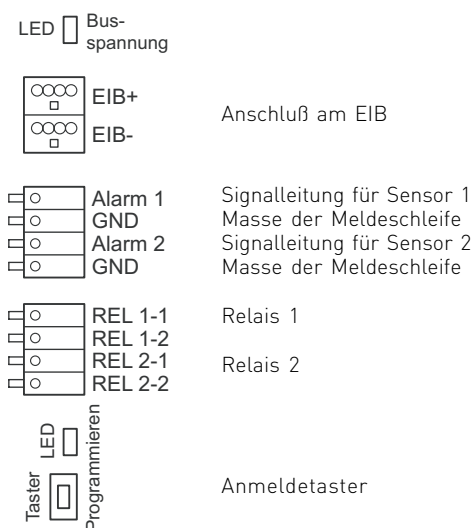 LED Bus-
spannung
EIB+
Anschluß am EIB
EIB-
Alarm 1 Signalleitung für Sensor 1
GND Masse der Meldeschleife
Alarm 2 Signalleitung für Sensor 2
GND Masse der Meldeschleife
REL 1-1 Relais 1
REL 1-2
REL 2-1 Relais 2
REL 2-2
LED
Taster
Programmieren
Anmeldetaster